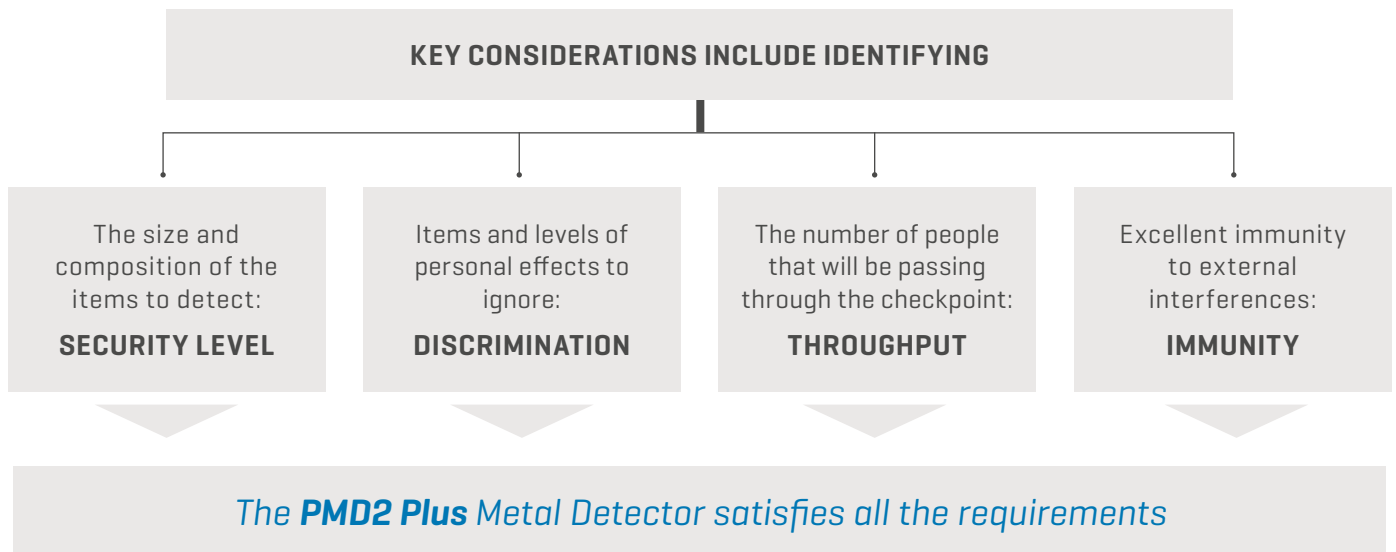 KEY CONSIDERATIONS INCLUDE IDENTIFYING
The size and
composition of the
items to detect:
SECURITY LEVEL
Items and levels of
personal effects to
ignore:
DISCRIMINATION
The number of people
that will be passing
through the checkpoint:
THROUGHPUT
Excellent immunity
to external
interferences:
IMMUNITY
The PMD2 Plus Metal Detector satisfies all the requirements